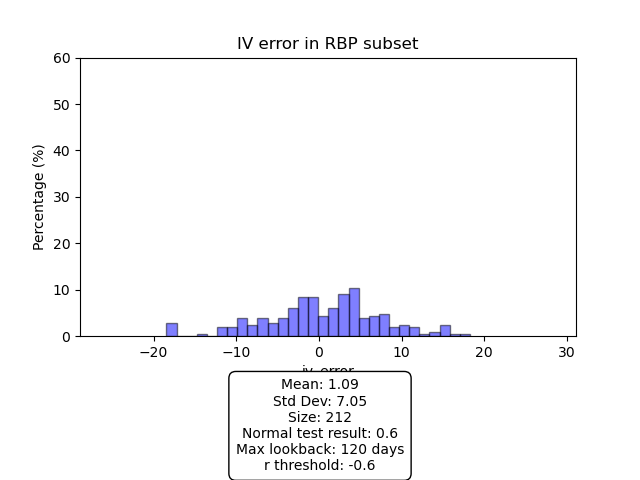 IV error in RBP subset
Percentage (%)
60
50
40
30
20
10
0
−20
−10
0
10
20
30
Mean: 1.09
Std Dev: 7.05
Size: 212
Normal test result: 0.6
Max lookback: 120 days
r threshold: -0.6